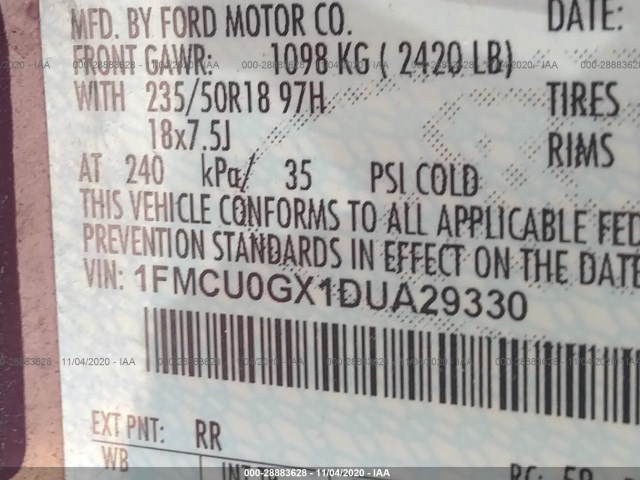 MFD. BY FORD MOTOR CO.
DATE:
FRONT GAWR: 1098 KG ( 2420 LB)
WITH 235/50R18 97H TIRES
18x7.5J RIMS
AT 240 kPa/ 35 PSI COLD
THIS VEHICLE CONFORMS TO ALL APPLICABLE FED
PREVENTION STANDARDS IN EFFECT ON THE DATE
VIN: 1FMCU0GX1DUA29330
EXT PNT: RR
WB
000-28883628 - 11/04/2020 - IAA